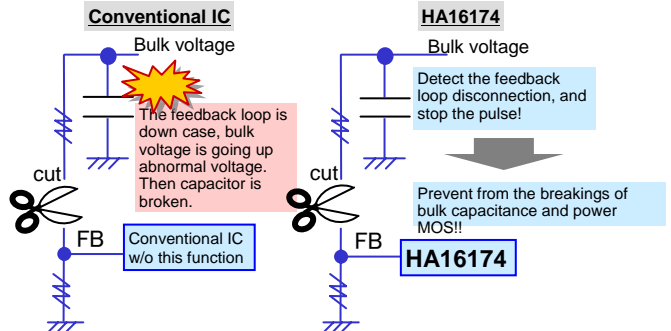 Conventional IC
Bulk voltage
The feedback loop is
down case, bulk
voltage is going up
abnormal voltage.
Then capacitor is
broken.
cut
FB
Conventional IC
w/o this function
HA16174
Bulk voltage
Detect the feedback
loop disconnection, and
stop the pulse!
cut
Prevent from the breakings of
bulk capacitance and power
MOS!!
FB
HA16174